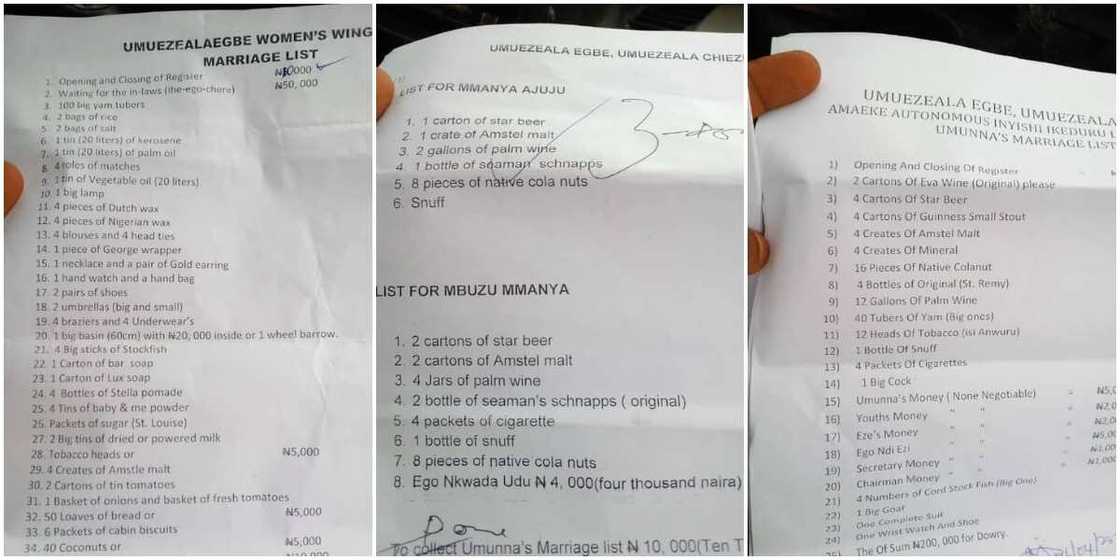 UMUEZEALAEGBE WOMEN'S WING
MARRIAGE LIST
1. Opening and Closing of Register ₦10000
2. Waiting for the in-laws (ihe-ego-chere) ₦50, 000
3. 100 big yam tubers
4. 2 bags of rice
5. 2 bags of salt
6. 1 tin (20 liters) of kerosene
7. 1 tin (20 liters) of palm oil
8. 4 roles of matches
9. 1 tin of Vegetable oil (20 liters)
10. 1 big lamp
11. 4 pieces of Dutch wax
12. 4 pieces of Nigerian wax
13. 4 blouses and 4 head ties
14. 1 piece of George wrapper
15. 1 necklace and a pair of Gold earring
16. 1 hand watch and a hand bag
17. 2 pairs of shoes
18. 2 umbrellas (big and small)
19. 4 braziers and 4 Underwear's
20. 1 big basin (60cm) with ₦20, 000 inside or 1 wheel barrow.
21. 4 Big sticks of Stockfish
22. 1 Carton of bar soap
23. 1 Carton of Lux soap
24. 4 Bottles of Stella pomade
25. 4 Tins of baby & me powder
26. Packets of sugar (St. Louise)
27. 2 Big tins of dried or powered milk
28. Tobacco heads or ₦5,000
29. 4 Creates of Amstle malt
30. 2 Cartons of tin tomatoes
31. 1 Basket of onions and basket of fresh tomatoes
32. 50 Loaves of bread or ₦5,000
33. 6 Packets of cabin biscuits
34. 40 Coconuts or ₦5,000
UMUEZEALA EGBE, UMUEZEALA CHIEZ
LIST FOR MMANYA AJUJU
1. 1 carton of star beer
2. 1 crate of Amstel malt
3. 2 gallons of palm wine
4. 1 bottle of seaman' schnapps
5. 8 pieces of native cola nuts
6. Snuff
LIST FOR MBUZU MMANYA
1. 2 cartons of star beer
2. 2 cartons of Amstel malt
3. 4 Jars of palm wine
4. 2 bottle of seaman's schnapps ( original)
5. 4 packets of cigarette
6. 1 bottle of snuff
7. 8 pieces of native cola nuts
8. Ego Nkwada Udu ₦ 4, 000(four thousand naira)
Done
To collect Umunna's Marriage list ₦ 10, 000(Ten T
UMUEZEALA EGBE, UMUEZEALA
AMAEKE AUTONOMOUS INYISHI IKEDURU
UMUNNA'S MARRIAGE LIST
1) Opening And Closing Of Register
2) 2 Cartons Of Eva Wine (Original) please
3) 4 Cartons Of Star Beer
4) 4 Cartons Of Guinness Small Stout
5) 4 Creates Of Amstel Malt
6) 4 Creates Of Mineral
7) 16 Pieces Of Native Colanut
8) 4 Bottles of Original (St. Remy)
9) 12 Gallons Of Palm Wine
10) 40 Tubers Of Yam (Big ones)
11) 12 Heads Of Tobacco (isi Anwuru)
12) 1 Bottle Of Snuff
13) 4 Packets Of Cigarettes
14) 1 Big Cock
15) Umunna's Money ( None Negotiable) = ₦5,0
16) Youths Money " " = ₦2,0
17) Eze's Money " " = ₦2,0
18) Ego Ndi Ezi " " = ₦5,00
19) Secretary Money " " = ₦1,000
20) Chairman Money " " = ₦1,000
21) 4 Numbers of Cord Stock Fish (Big One)
22) 1 Big Goat
23) One Complete Suit
24) One Wrist Watch And Shoe
25) The Of Sum ₦200, 000 for Dowry.